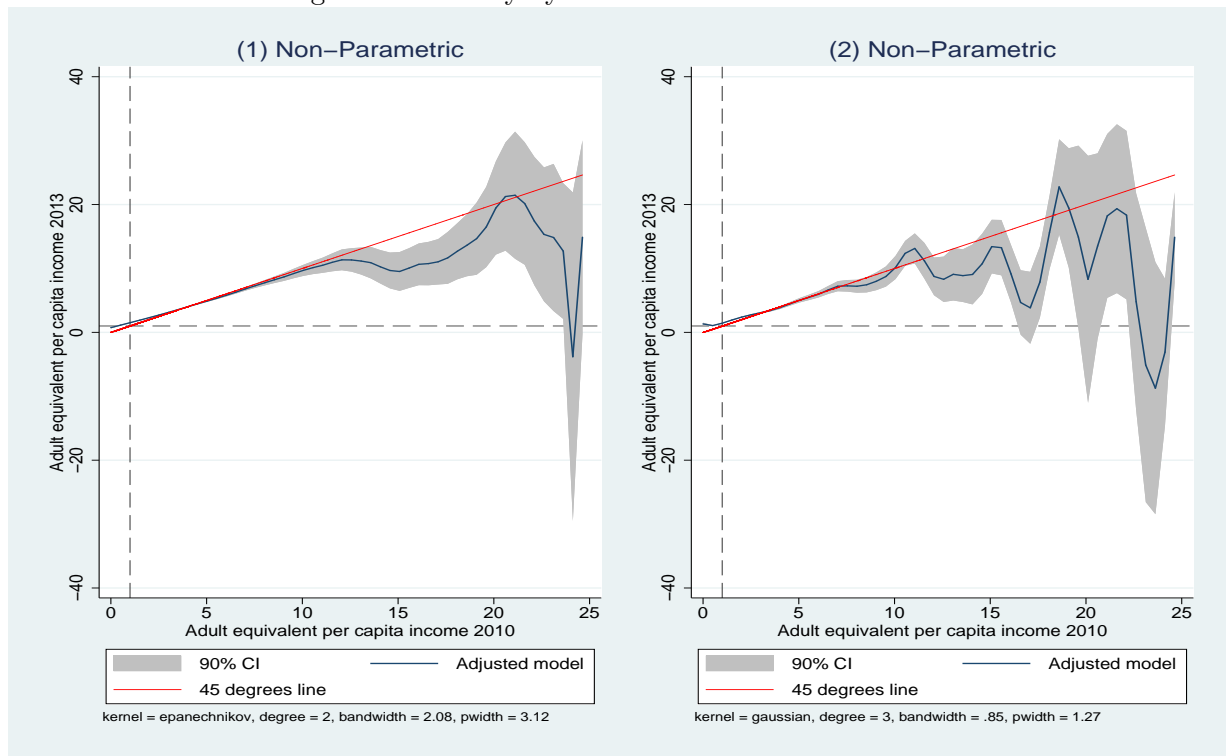 (1) Non−Parametric
40
20
0
−20
−40
Adult equivalent per capita income 2013
0 5 10 15 20 25
Adult equivalent per capita income 2010
90% CI Adjusted model
45 degrees line
kernel = epanechnikov, degree = 2, bandwidth = 2.08, pwidth = 3.12
(2) Non−Parametric
40
20
0
−20
−40
Adult equivalent per capita income 2013
0 5 10 15 20 25
Adult equivalent per capita income 2010
90% CI Adjusted model
45 degrees line
kernel = gaussian, degree = 3, bandwidth = .85, pwidth = 1.27